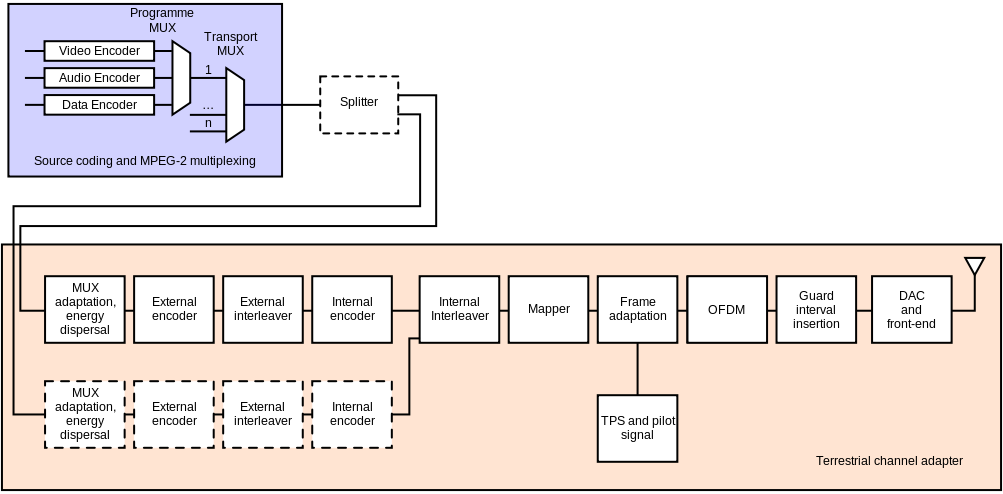 Programme
MUX
Transport
MUX
Video Encoder
1
Audio Encoder
Data Encoder
...
n
Source coding and MPEG-2 multiplexing
Splitter
MUX
adaptation,
energy
dispersal
External
encoder
External
interleaver
Internal
encoder
Internal
Interleaver
Mapper
Frame
adaptation
OFDM
Guard
interval
insertion
DAC
and
front-end
MUX
adaptation,
energy
dispersal
External
encoder
External
interleaver
Internal
encoder
TPS and pilot
signal
Terrestrial channel adapter